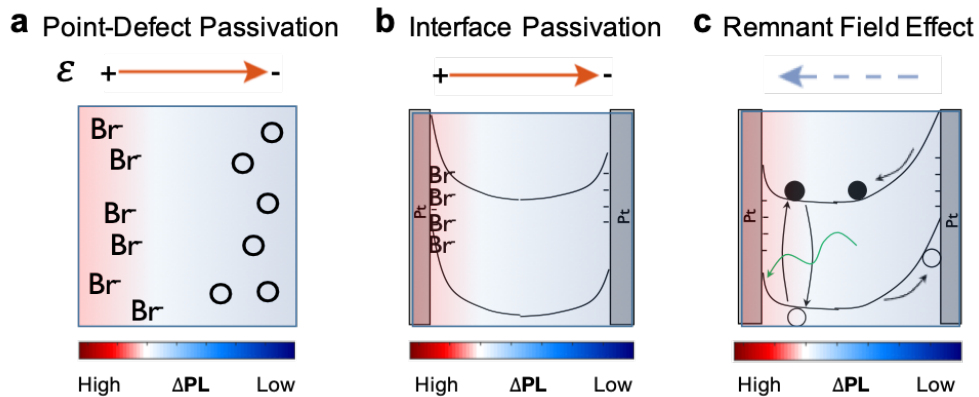 a Point-Defect Passivation
ε + -
Br-
Br-
Br-
Br-
Br-
Br-
High ΔPL Low
b Interface Passivation
+ -
Br-
Br-
Br-
Br-
Pt
Pt
High ΔPL Low
c Remnant Field Effect
Pt
Pt
High ΔPL Low